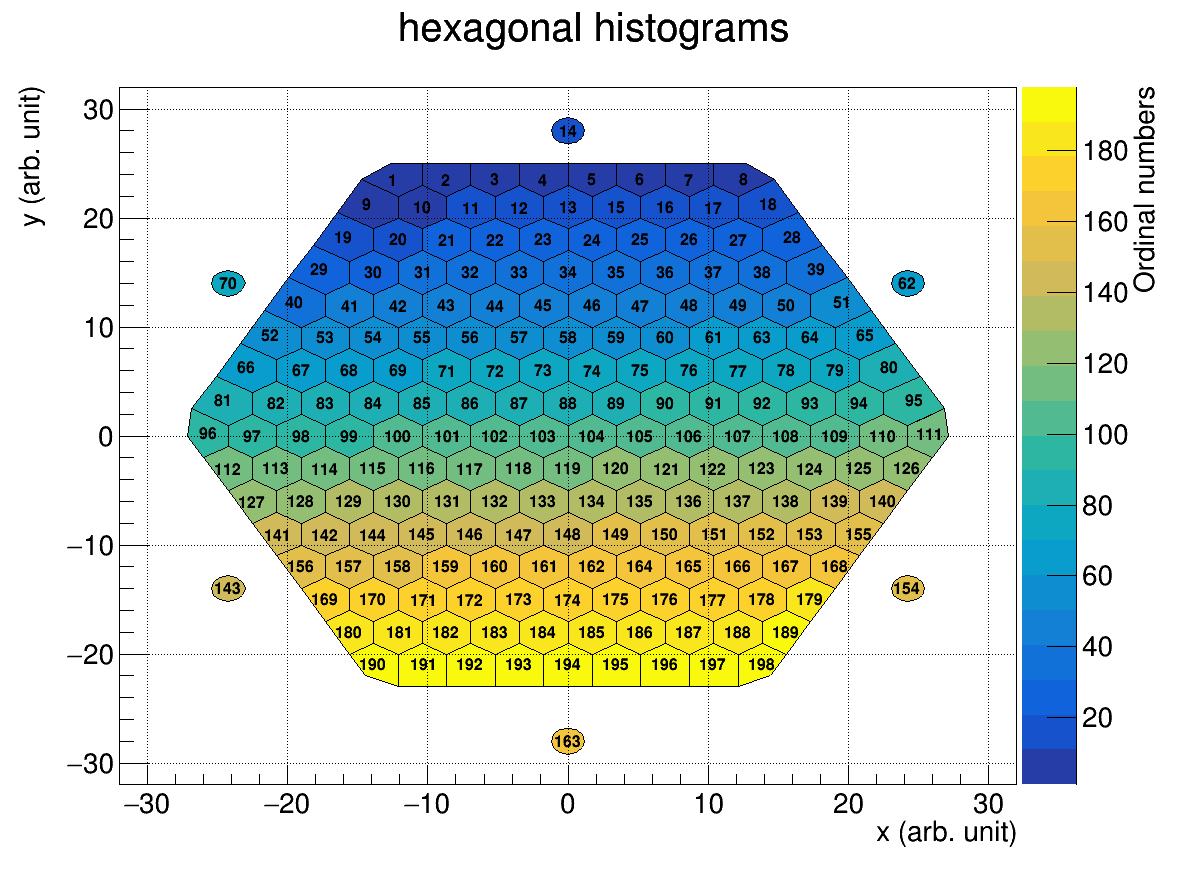 hexagonal histograms
y (arb. unit)
30
20
10
0
−10
−20
−30
14
1 2 3 4 5 6 7 8
9 10 11 12 13 15 16 17 18
19 20 21 22 23 24 25 26 27 28
70 29 30 31 32 33 34 35 36 37 38 39 62
40 41 42 43 44 45 46 47 48 49 50 51
52 53 54 55 56 57 58 59 60 61 63 64 65
66 67 68 69 71 72 73 74 75 76 77 78 79 80
81 82 83 84 85 86 87 88 89 90 91 92 93 94 95
96 97 98 99 100 101 102 103 104 105 106 107 108 109 110 111
112 113 114 115 116 117 118 119 120 121 122 123 124 125 126
127 128 129 130 131 132 133 134 135 136 137 138 139 140
141 142 144 145 146 147 148 149 150 151 152 153 155
156 157 158 159 160 161 162 164 165 166 167 168
143 169 170 171 172 173 174 175 176 177 178 179 154
180 181 182 183 184 185 186 187 188 189
190 191 192 193 194 195 196 197 198
163
−30 −20 −10 0 10 20 30
x (arb. unit)
Ordinal numbers
180
160
140
120
100
80
60
40
20